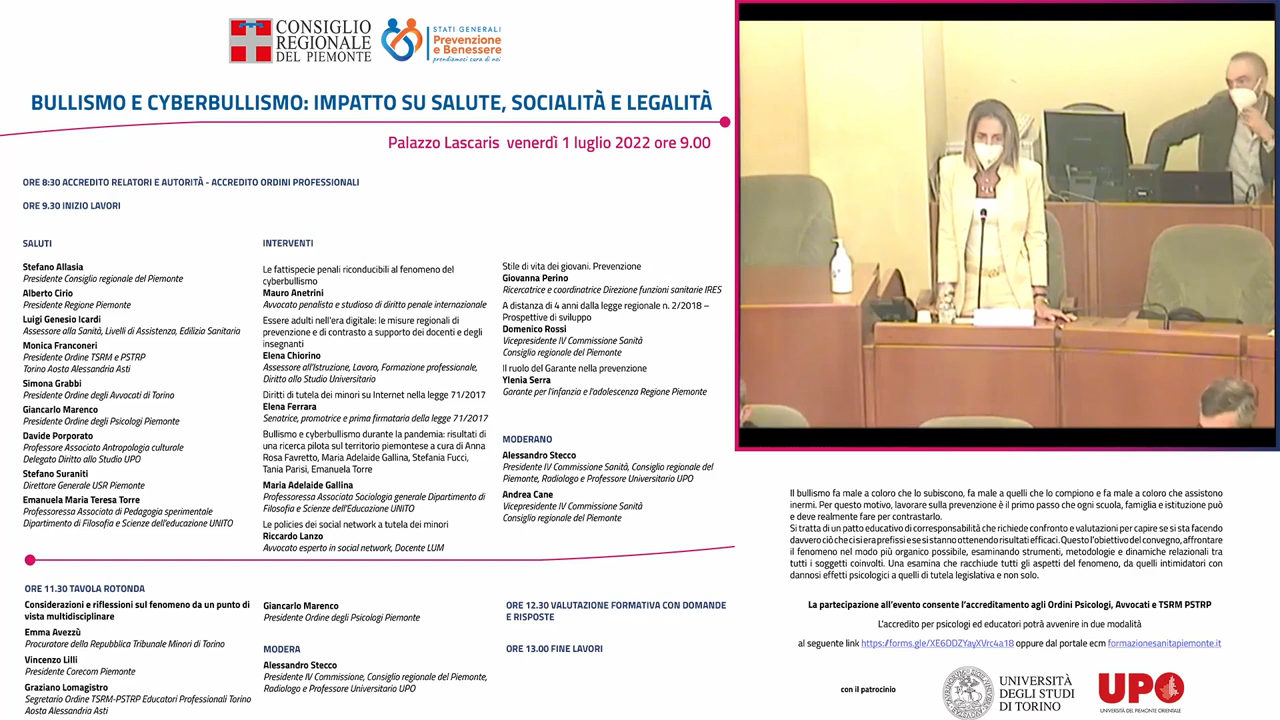 CONSIGLIO
REGIONALE
DEL PIEMONTE
STATI GENERALI
Prevenzione
e Benessere
prendiamoci cura di noi
BULLISMO E CYBERBULLISMO: IMPATTO SU SALUTE, SOCIALITÀ E LEGALITÀ
Palazzo Lascaris venerdì 1 luglio 2022 ore 9.00
ORE 8:30 ACCREDITO RELATORI E AUTORITÀ - ACCREDITO ORDINI PROFESSIONALI
ORE 9.30 INIZIO LAVORI
SALUTI
Stefano Allasia
Presidente Consiglio regionale del Piemonte
Alberto Cirio
Presidente Regione Piemonte
Luigi Genesio Icardi
Assessore alla Sanità, Livelli di Assistenza, Edilizia Sanitaria
Monica Franconeri
Presidente Ordine TSRM e PSTRP
Torino Aosta Alessandria Asti
Simona Grabbi
Presidente Ordine degli Avvocati di Torino
Giancarlo Marenco
Presidente Ordine degli Psicologi Piemonte
Davide Porporato
Professore Associato Antropologia culturale
Delegato Diritto allo Studio UPO
Stefano Suraniti
Direttore Generale USR Piemonte
Emanuela Maria Teresa Torre
Professoressa Associata di Pedagogia sperimentale
Dipartimento di Filosofia e Scienze dell'educazione UNITO
INTERVENTI
Le fattispecie penali riconducibili al fenomeno del
cyberbullismo
Mauro Anetrini
Avvocato penalista e studioso di diritto penale internazionale
Essere adulti nell'era digitale: le misure regionali di
prevenzione e di contrasto a supporto dei docenti e degli
insegnanti
Elena Chiorino
Assessore all'Istruzione, Lavoro, Formazione professionale,
Diritto allo Studio Universitario
Diritti di tutela dei minori su Internet nella legge 71/2017
Elena Ferrara
Senatrice, promotrice e prima firmataria della legge 71/2017
Bullismo e cyberbullismo durante la pandemia: risultati di
una ricerca pilota sul territorio piemontese a cura di Anna
Rosa Favretto, Maria Adelaide Gallina, Stefania Fucci,
Tania Parisi, Emanuela Torre
Maria Adelaide Gallina
Professoressa Associata Sociologia generale Dipartimento di
Filosofia e Scienze dell'Educazione UNITO
Le policies dei social network a tutela dei minori
Riccardo Lanzo
Avvocato esperto in social network, Docente LUM
Stile di vita dei giovani. Prevenzione
Giovanna Perino
Ricercatrice e coordinatrice Direzione funzioni sanitarie IRES
A distanza di 4 anni dalla legge regionale n. 2/2018 –
Prospettive di sviluppo
Domenico Rossi
Vicepresidente IV Commissione Sanità
Consiglio regionale del Piemonte
Il ruolo del Garante nella prevenzione
Ylenia Serra
Garante per l'infanzia e l'adolescenza Regione Piemonte
MODERANO
Alessandro Stecco
Presidente IV Commissione Sanità, Consiglio regionale del
Piemonte, Radiologo e Professore Universitario UPO
Andrea Cane
Vicepresidente IV Commissione Sanità
Consiglio regionale del Piemonte
ORE 11.30 TAVOLA ROTONDA
Considerazioni e riflessioni sul fenomeno da un punto di
vista multidisciplinare
Emma Avezzù
Procuratore della Repubblica Tribunale Minori di Torino
Vincenzo Lilli
Presidente Corecom Piemonte
Graziano Lomagistro
Segretario Ordine TSRM-PSTRP Educatori Professionali Torino
Aosta Alessandria Asti
Giancarlo Marenco
Presidente Ordine degli Psicologi Piemonte
MODERA
Alessandro Stecco
Presidente IV Commissione, Consiglio regionale del Piemonte,
Radiologo e Professore Universitario UPO
ORE 12.30 VALUTAZIONE FORMATIVA CON DOMANDE
E RISPOSTE
ORE 13.00 FINE LAVORI
Il bullismo fa male a coloro che lo subiscono, fa male a quelli che lo compiono e fa male a coloro che assistono
inermi. Per questo motivo, lavorare sulla prevenzione è il primo passo che ogni scuola, famiglia e istituzione può
e deve realmente fare per contrastarlo.
Si tratta di un patto educativo di corresponsabilità che richiede confronto e valutazioni per capire se si sta facendo
davvero ciò che ci si era prefissi e se si stanno ottenendo risultati efficaci. Questo l'obiettivo del convegno, affrontare
il fenomeno nel modo più organico possibile, esaminando strumenti, metodologie e dinamiche relazionali tra
tutti i soggetti coinvolti. Una esamina che racchiude tutti gli aspetti del fenomeno, da quelli intimidatori con
dannosi effetti psicologici a quelli di tutela legislativa e non solo.
La partecipazione all'evento consente l'accreditamento agli Ordini Psicologi, Avvocati e TSRM PSTRP
L'accredito per psicologi ed educatori potrà avvenire in due modalità
al seguente link https://forms.gle/XE6DDZYayXVrc4a18 oppure dal portale ecm formazionesanitapiemonte.it
con il patrocinio
UNIVERSITÀ
DEGLI STUDI
DI TORINO
UPO
UNIVERSITÀ DEL PIEMONTE ORIENTALE